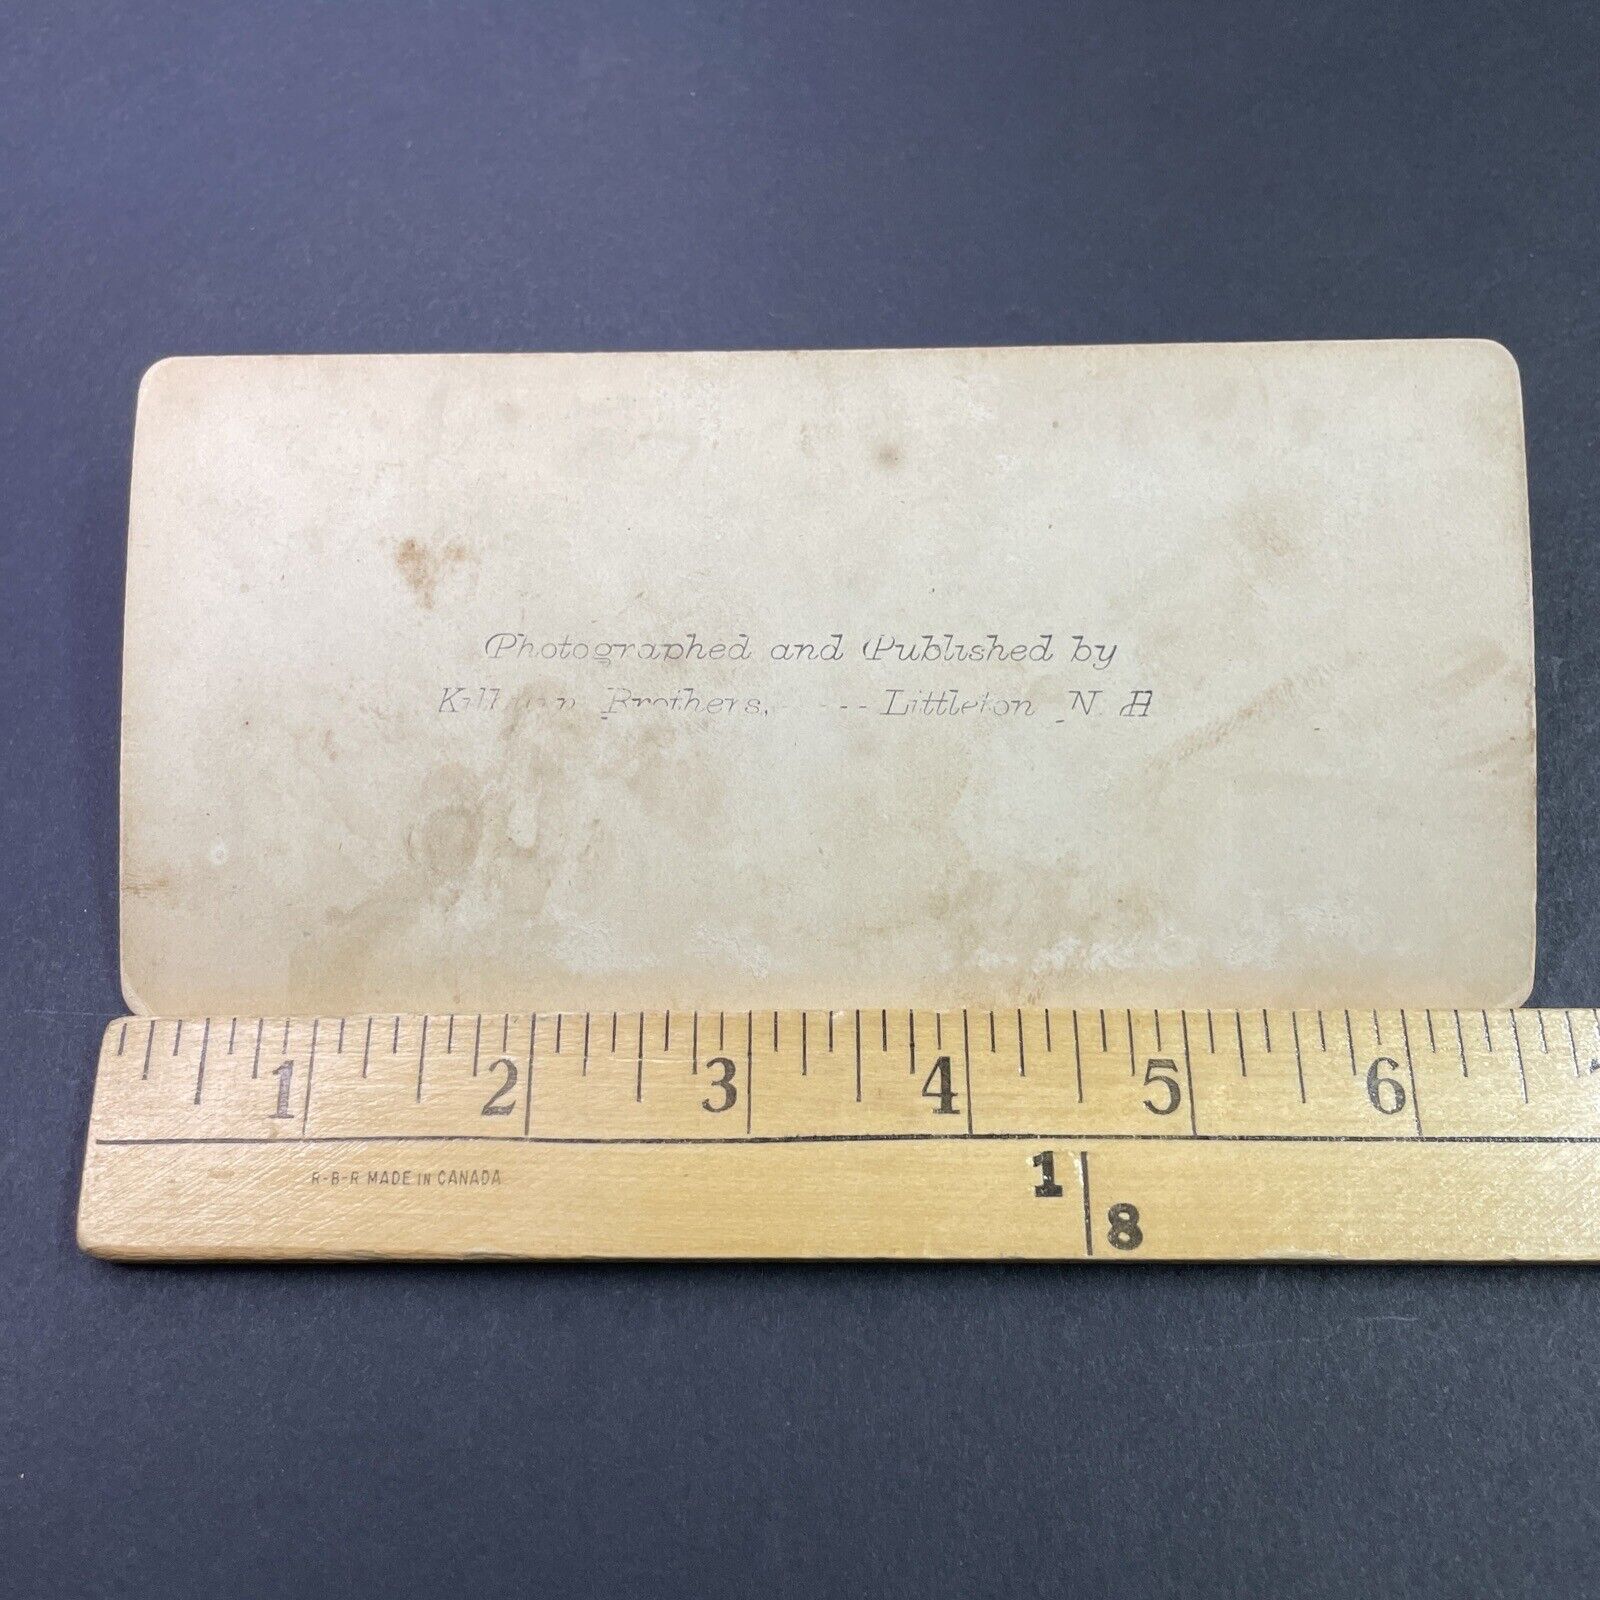 Photographed and Published by
Brothers, - - - Littleton N. H
1 2 3 4 5 6
R-B-R MADE IN CANADA
1
8